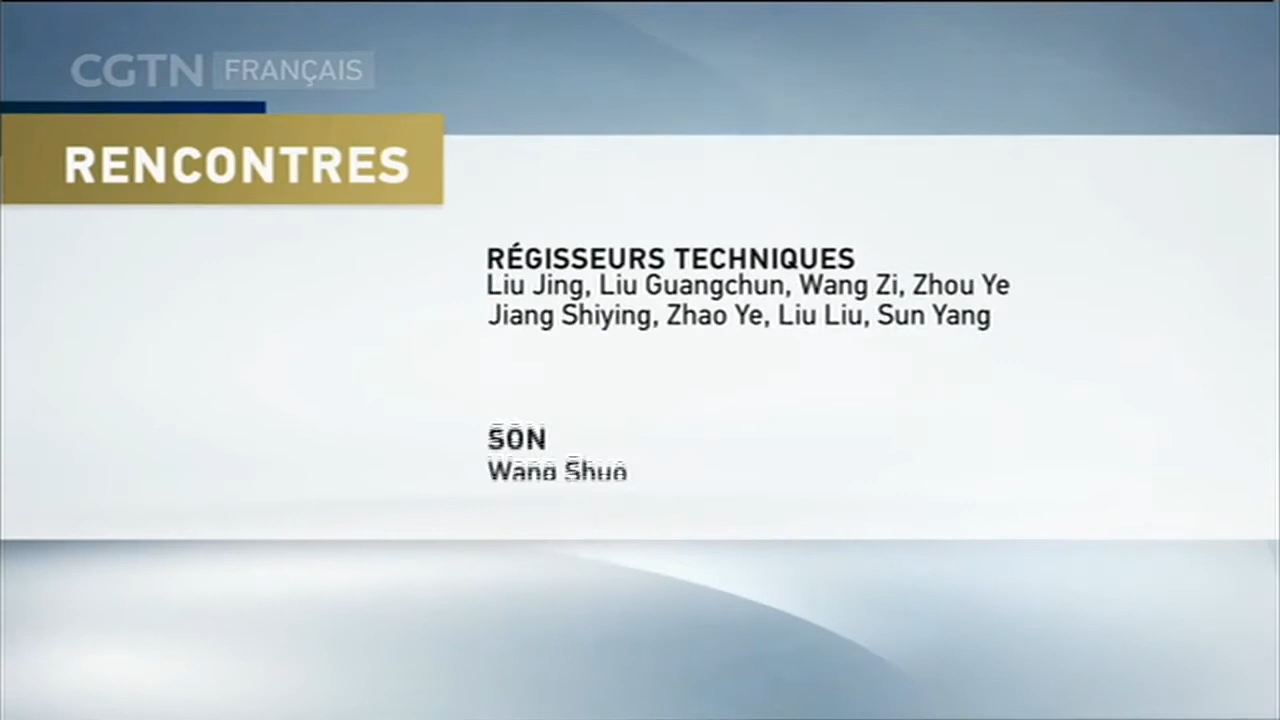 CGTN FRANÇAIS
RENCONTRES
RÉGISSEURS TECHNIQUES
Liu Jing, Liu Guangchun, Wang Zi, Zhou Ye
Jiang Shiying, Zhao Ye, Liu Liu, Sun Yang
SON
Wang Shuo